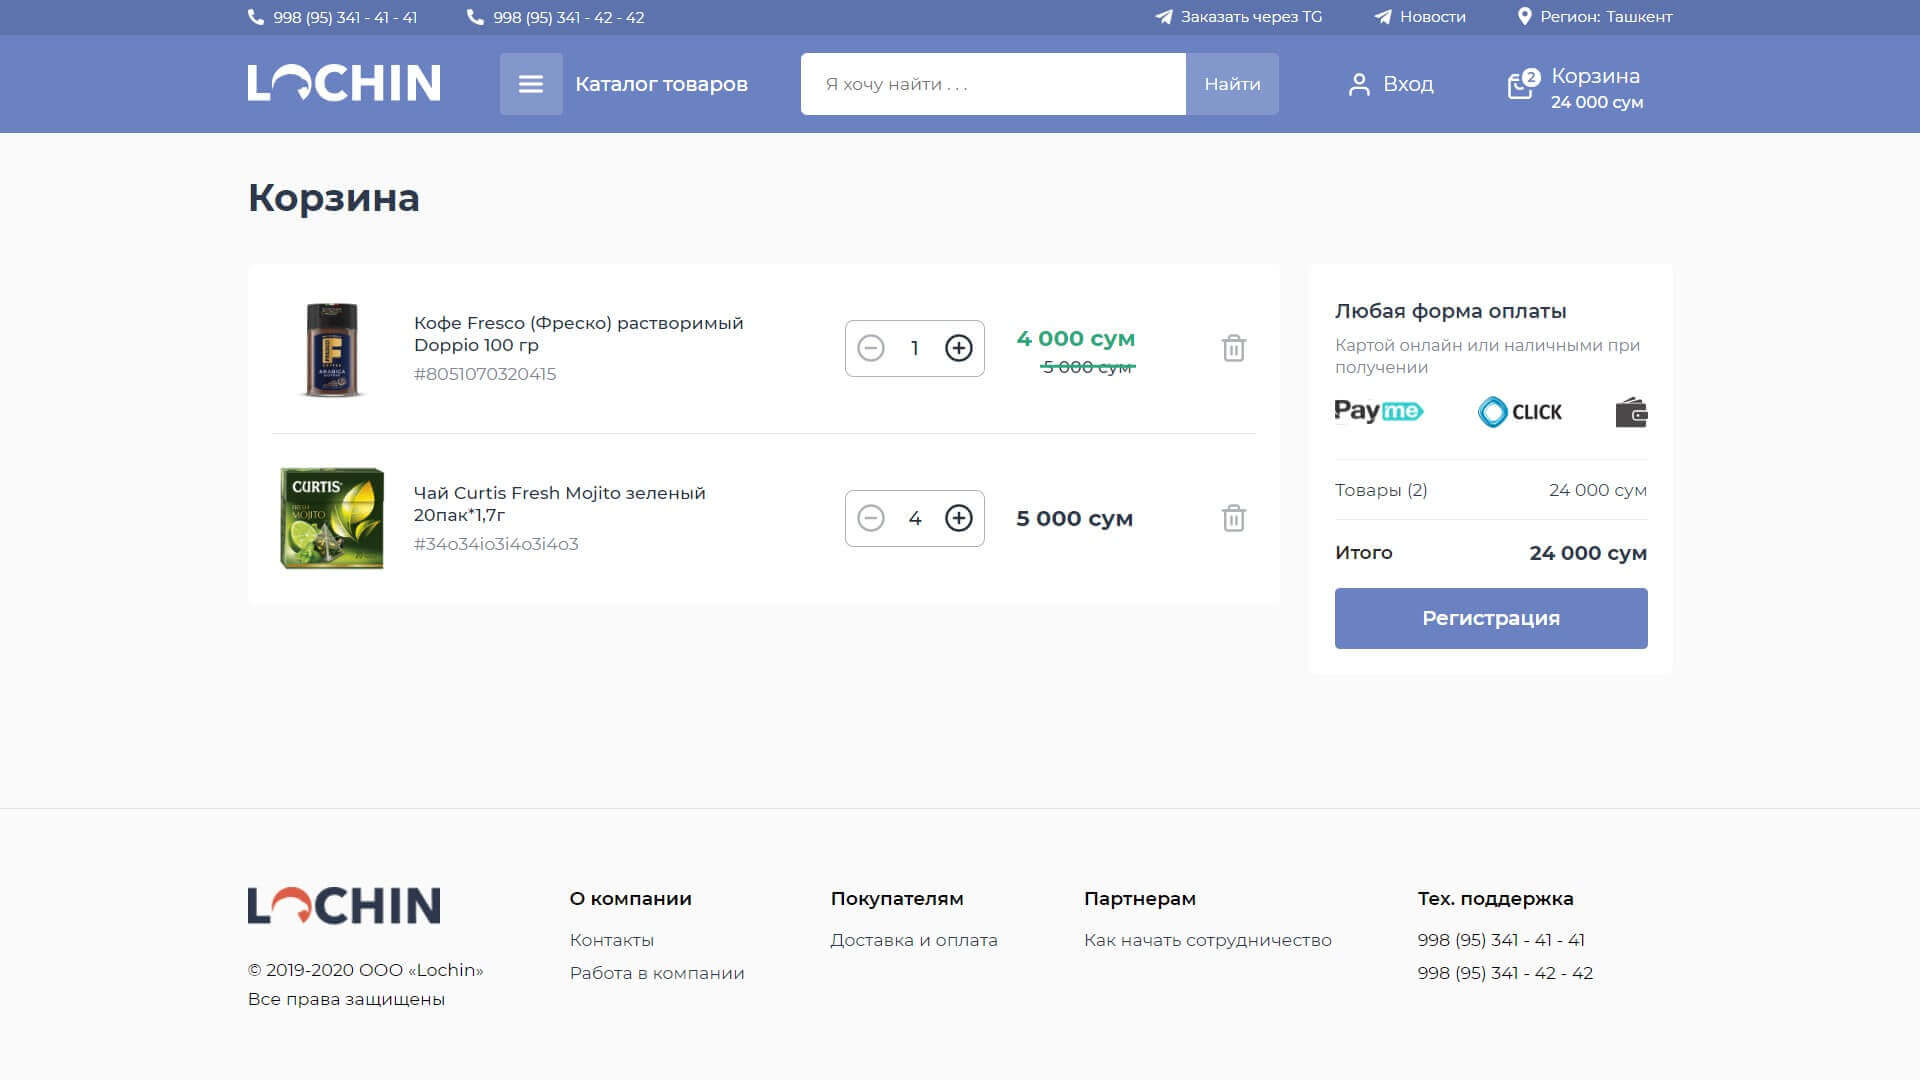 998 (95) 341 - 41 - 41
998 (95) 341 - 42 - 42
Заказать через TG
Новости
Регион: Ташкент
LOCHIN
Каталог товаров
Я хочу найти . . .
Найти
Вход
2
Корзина
24 000 сум
Корзина
Кофе Fresco (Фреско) растворимый
Doppio 100 гр
#8051070320415
1
4 000 сум
5 000 сум
FRESCO
ARABICA
CURTIS
FRESH
MOJITO
Чай Curtis Fresh Mojito зеленый
20пак*1,7г
#34o34io3i4o3i4o3
4
5 000 сум
Любая форма оплаты
Картой онлайн или наличными при
получении
Payme
CLICK
Товары (2)
24 000 сум
Итого
24 000 сум
Регистрация
LOCHIN
© 2019-2020 ООО «Lochin»
Все права защищены
О компании
Контакты
Работа в компании
Покупателям
Доставка и оплата
Партнерам
Как начать сотрудничество
Тех. поддержка
998 (95) 341 - 41 - 41
998 (95) 341 - 42 - 42